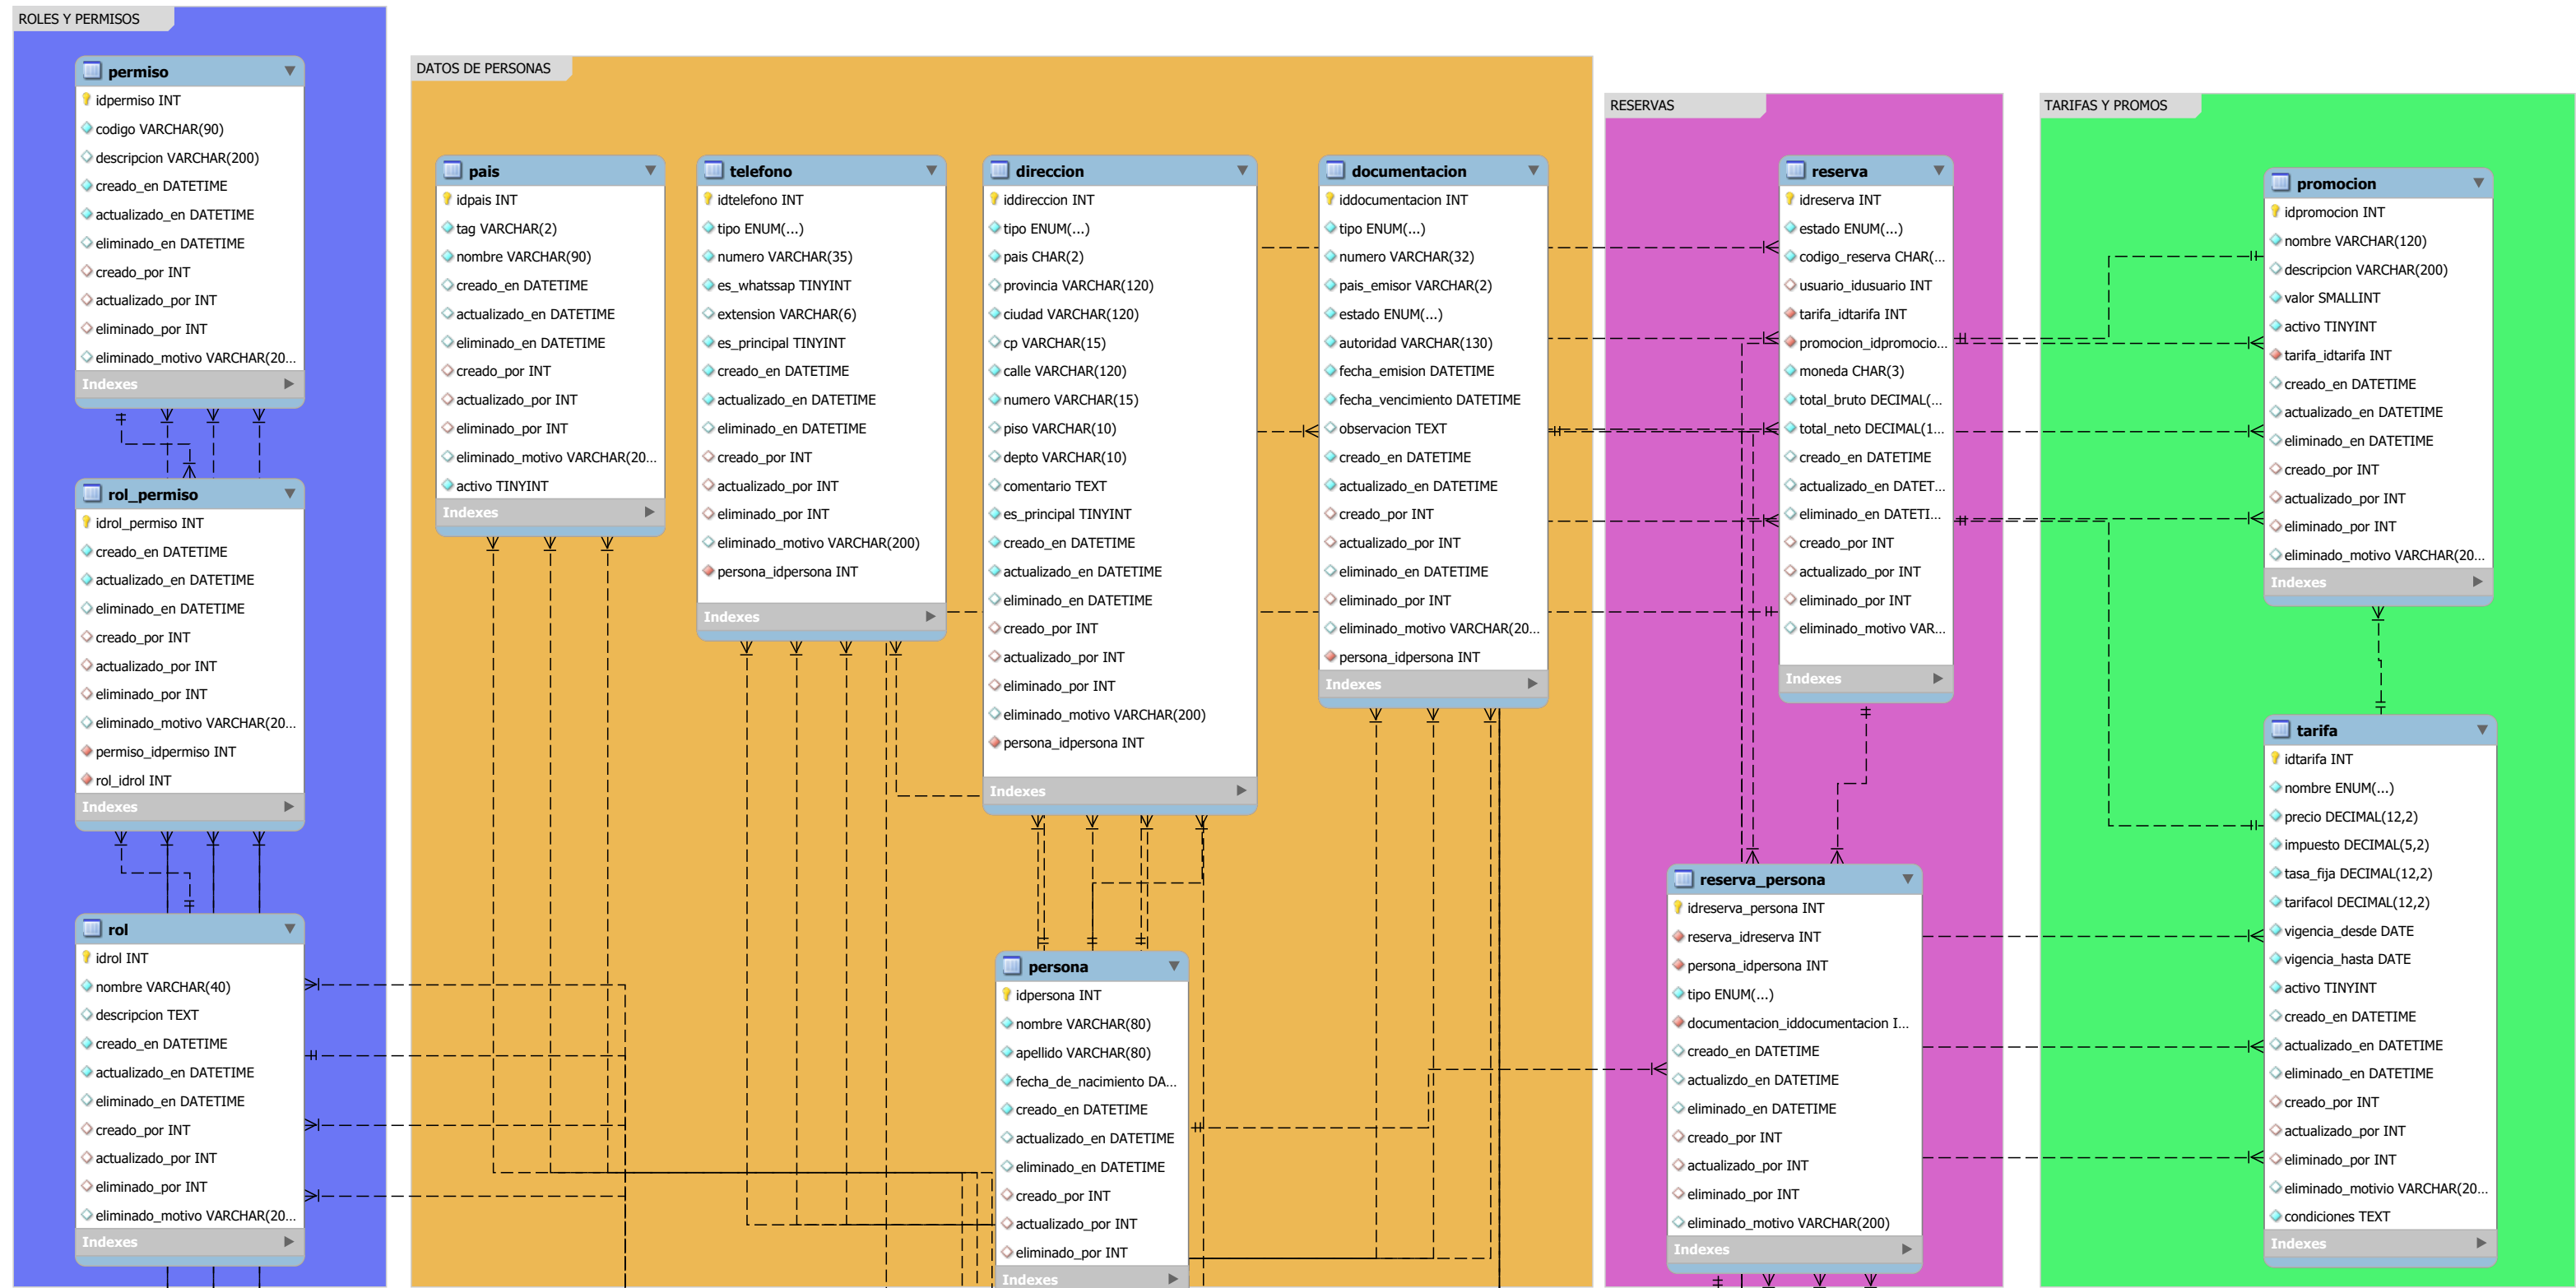 ROLES Y PERMISOS
permiso
idpermiso INT
codigo VARCHAR(90)
descripcion VARCHAR(200)
creado_en DATETIME
actualizado_en DATETIME
eliminado_en DATETIME
creado_por INT
actualizado_por INT
eliminado_por INT
eliminado_motivo VARCHAR(20...
Indexes
rol_permiso
idrol_permiso INT
creado_en DATETIME
actualizado_en DATETIME
eliminado_en DATETIME
creado_por INT
actualizado_por INT
eliminado_por INT
eliminado_motivo VARCHAR(20...
permiso_idpermiso INT
rol_idrol INT
Indexes
rol
idrol INT
nombre VARCHAR(40)
descripcion TEXT
creado_en DATETIME
actualizado_en DATETIME
eliminado_en DATETIME
creado_por INT
actualizado_por INT
eliminado_por INT
eliminado_motivo VARCHAR(20...
Indexes
DATOS DE PERSONAS
pais
idpais INT
tag VARCHAR(2)
nombre VARCHAR(90)
creado_en DATETIME
actualizado_en DATETIME
eliminado_en DATETIME
creado_por INT
actualizado_por INT
eliminado_por INT
eliminado_motivo VARCHAR(20...
activo TINYINT
Indexes
telefono
idtelefono INT
tipo ENUM(...)
numero VARCHAR(35)
es_whatssap TINYINT
extension VARCHAR(6)
es_principal TINYINT
creado_en DATETIME
actualizado_en DATETIME
eliminado_en DATETIME
creado_por INT
actualizado_por INT
eliminado_por INT
eliminado_motivo VARCHAR(200)
persona_idpersona INT
Indexes
direccion
iddireccion INT
tipo ENUM(...)
pais CHAR(2)
provincia VARCHAR(120)
ciudad VARCHAR(120)
cp VARCHAR(15)
calle VARCHAR(120)
numero VARCHAR(15)
piso VARCHAR(10)
depto VARCHAR(10)
comentario TEXT
es_principal TINYINT
creado_en DATETIME
actualizado_en DATETIME
eliminado_en DATETIME
creado_por INT
actualizado_por INT
eliminado_por INT
eliminado_motivo VARCHAR(200)
persona_idpersona INT
Indexes
documentacion
iddocumentacion INT
tipo ENUM(...)
numero VARCHAR(32)
pais_emisor VARCHAR(2)
estado ENUM(...)
autoridad VARCHAR(130)
fecha_emision DATETIME
fecha_vencimiento DATETIME
observacion TEXT
creado_en DATETIME
actualizado_en DATETIME
creado_por INT
actualizado_por INT
eliminado_en DATETIME
eliminado_por INT
eliminado_motivo VARCHAR(20...
persona_idpersona INT
Indexes
persona
idpersona INT
nombre VARCHAR(80)
apellido VARCHAR(80)
fecha_de_nacimiento DA...
creado_en DATETIME
actualizado_en DATETIME
eliminado_en DATETIME
creado_por INT
actualizado_por INT
eliminado_por INT
Indexes
RESERVAS
reserva
idreserva INT
estado ENUM(...)
codigo_reserva CHAR(...
usuario_idusuario INT
tarifa_idtarifa INT
promocion_idpromocio...
moneda CHAR(3)
total_bruto DECIMAL(...
total_neto DECIMAL(1...
creado_en DATETIME
actualizado_en DATET...
eliminado_en DATETI...
creado_por INT
actualizado_por INT
eliminado_por INT
eliminado_motivo VAR...
Indexes
reserva_persona
idreserva_persona INT
reserva_idreserva INT
persona_idpersona INT
tipo ENUM(...)
documentacion_iddocumentacion I...
creado_en DATETIME
actualizdo_en DATETIME
eliminado_en DATETIME
creado_por INT
actualizado_por INT
eliminado_por INT
eliminado_motivo VARCHAR(200)
Indexes
TARIFAS Y PROMOS
promocion
idpromocion INT
nombre VARCHAR(120)
descripcion VARCHAR(200)
valor SMALLINT
activo TINYINT
tarifa_idtarifa INT
creado_en DATETIME
actualizado_en DATETIME
eliminado_en DATETIME
creado_por INT
actualizado_por INT
eliminado_por INT
eliminado_motivo VARCHAR(20...
Indexes
tarifa
idtarifa INT
nombre ENUM(...)
precio DECIMAL(12,2)
impuesto DECIMAL(5,2)
tasa_fija DECIMAL(12,2)
tarifacol DECIMAL(12,2)
vigencia_desde DATE
vigencia_hasta DATE
activo TINYINT
creado_en DATETIME
actualizado_en DATETIME
eliminado_en DATETIME
creado_por INT
actualizado_por INT
eliminado_por INT
eliminado_motivio VARCHAR(20...
condiciones TEXT
Indexes